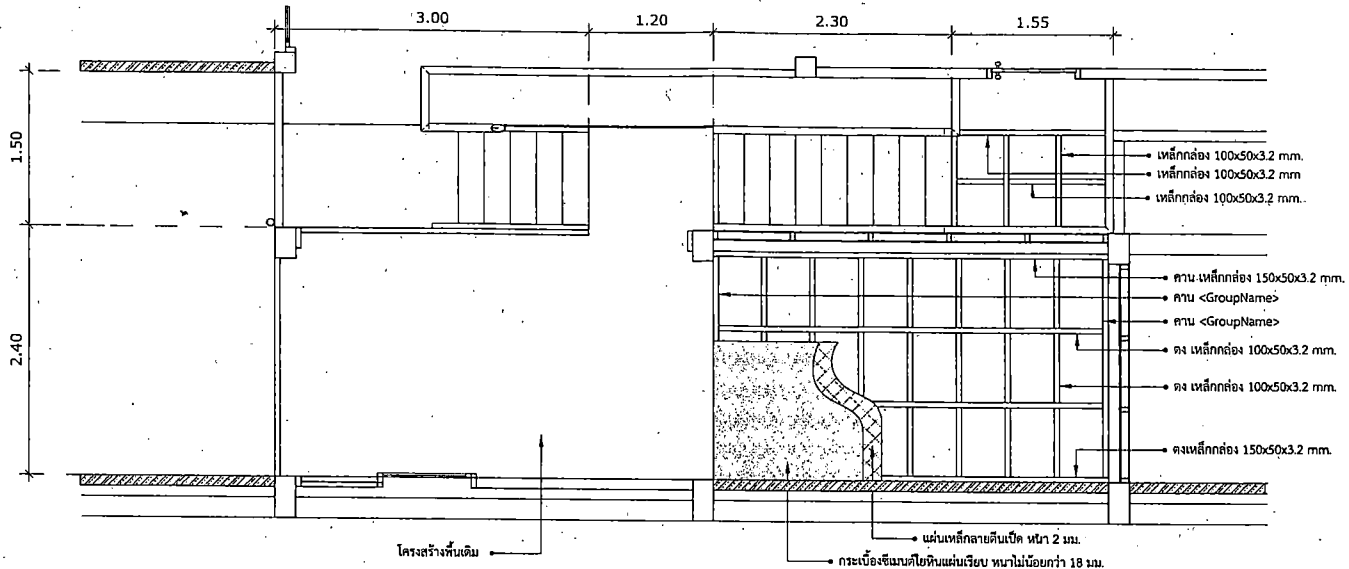 3.00
1.20
2.30
1.55
1.50
2.40
เหล็กกล่อง 100x50x3.2 mm.
เหล็กกล่อง 100x50x3.2 mm
เหล็กกล่อง 100x50x3.2 mm.
คาน เหล็กกล่อง 150x50x3.2 mm.
คาน <GroupName>
คาน <GroupName>
ตง เหล็กกล่อง 100x50x3.2 mm.
ตง เหล็กกล่อง 100x50x3.2 mm.
ตงเหล็กกล่อง 150x50x3.2 mm.
แผ่นเหล็กลายตีนเป็ด หนา 2 มม.
โครงสร้างพื้นเดิม
กระเบื้องซีเมนต์ใยหินแผ่นเรียบ หนาไม่น้อยกว่า 18 มม.